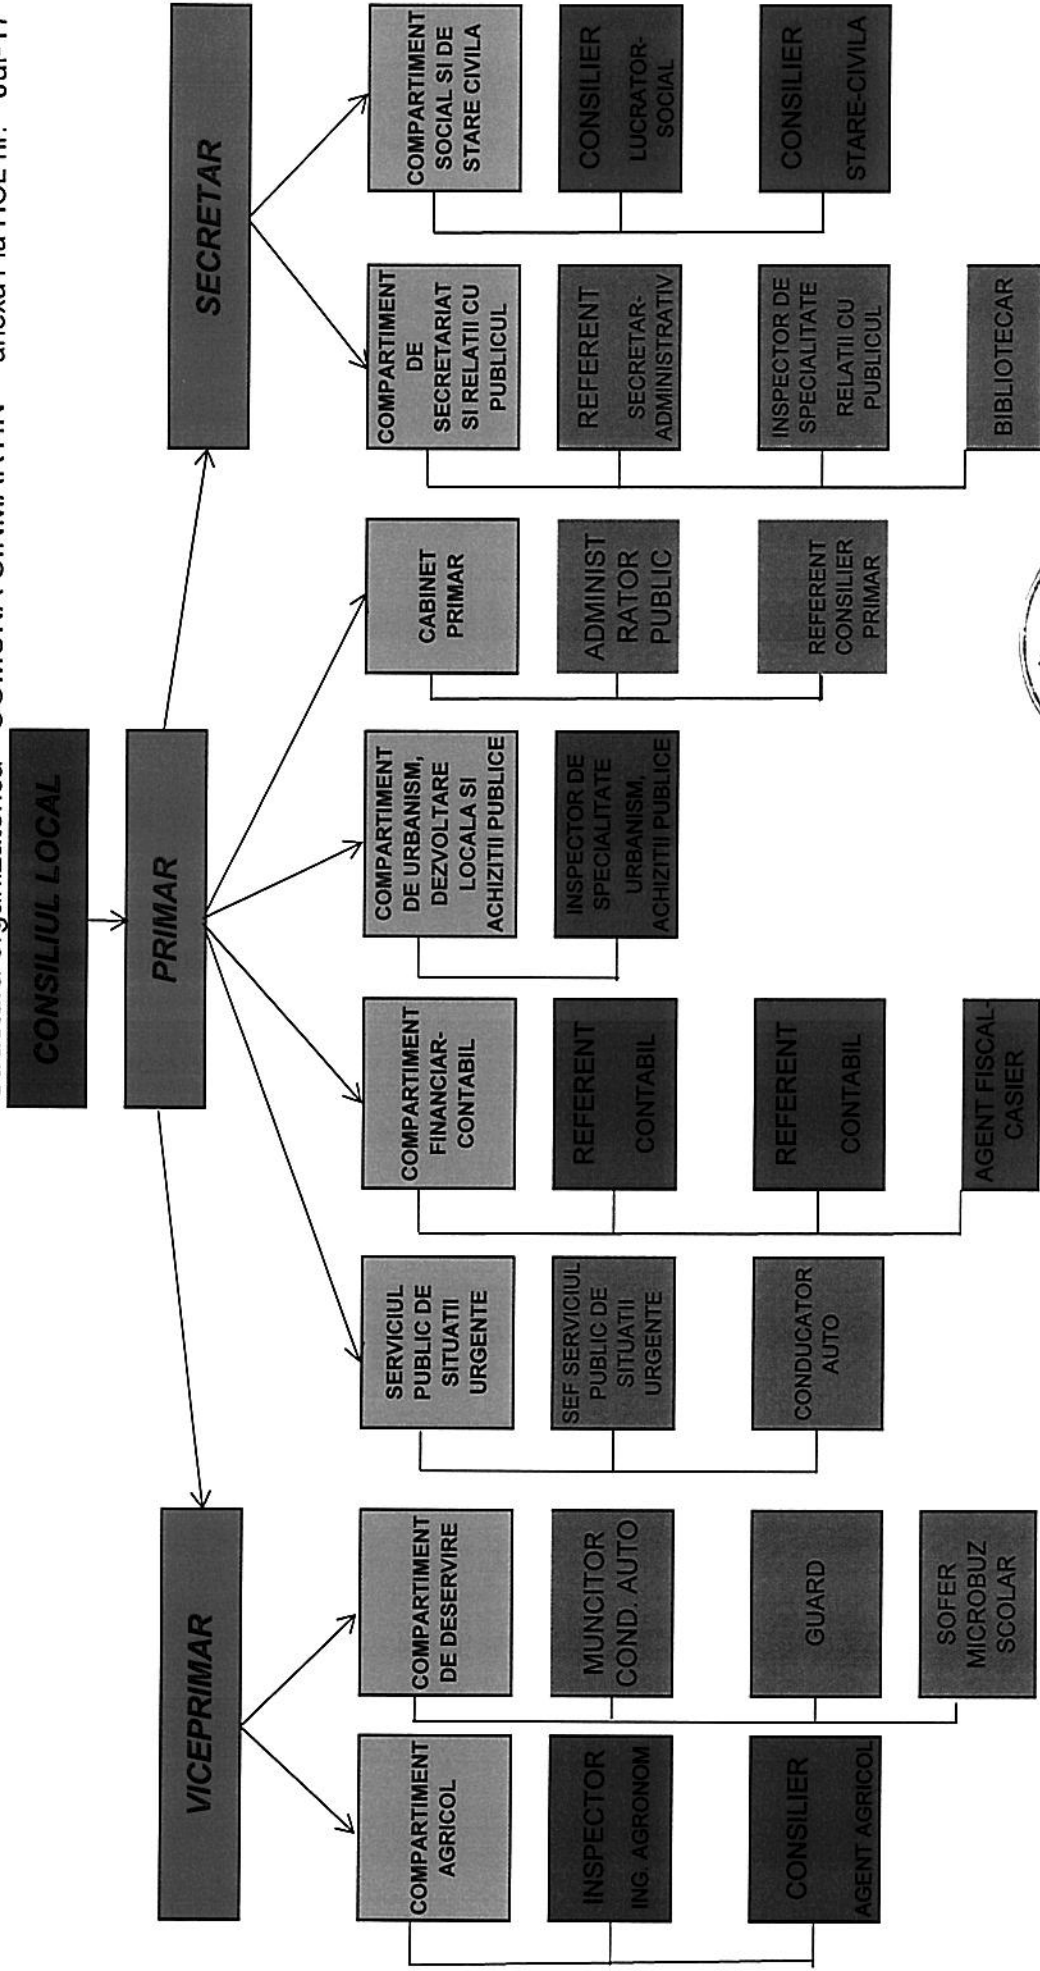 CONSILIUL LOCAL
PRIMAR
VICEPRIMAR
SECRETAR
COMPARTIMENT
AGRICOL
INSPECTOR
ING. AGRONOM
CONSILIER
AGENT AGRICOL
COMPARTIMENT
DE DESERVIRE
MUNCITOR
COND. AUTO
GUARD
SOFER
MICROBUZ
SCOLAR
SERVICIUL
PUBLIC DE
SITUATII
URGENTE
SEF SERVICIUL
PUBLIC DE
SITUATII
URGENTE
CONDUCATOR
AUTO
COMPARTIMENT
FINANCIAR-
CONTABIL
REFERENT
CONTABIL
REFERENT
CONTABIL
AGENT FISCAL-
CASIER
COMPARTIMENT
DE URBANISM,
DEZVOLTARE
LOCALA SI
ACHIZITII PUBLICE
INSPECTOR DE
SPECIALITATE
URBANISM,
ACHIZITII PUBLICE
CABINET
PRIMAR
ADMINIST
RATOR
PUBLIC
REFERENT
CONSILIER
PRIMAR
COMPARTIMENT
DE
SECRETARIAT
SI RELATII CU
PUBLICUL
REFERENT
SECRETAR-
ADMINISTRATIV
INSPECTOR DE
SPECIALITATE
RELATII CU
PUBLICUL
BIBLIOTECAR
COMPARTIMENT
SOCIAL SI DE
STARE CIVILA
CONSILIER
LUCRATOR-
SOCIAL
CONSILIER
STARE-CIVILA